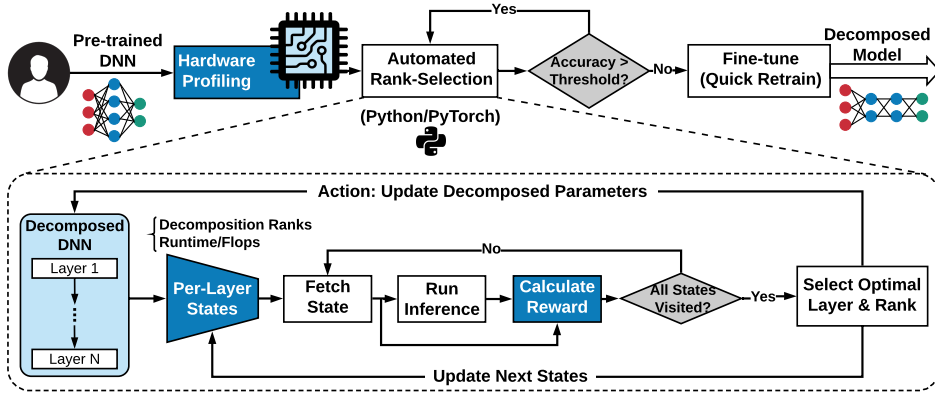 Yes
Pre-trained
DNN
Hardware
Profiling
Automated
Rank-Selection
Accuracy >
Threshold?
No
Fine-tune
(Quick Retrain)
Decomposed
Model
(Python/PyTorch)
Action: Update Decomposed Parameters
Decomposed
DNN
Layer 1
Layer N
Decomposition Ranks
Runtime/Flops
Per-Layer
States
Fetch
State
No
Run
Inference
Calculate
Reward
All States
Visited?
Yes
Select Optimal
Layer & Rank
Update Next States